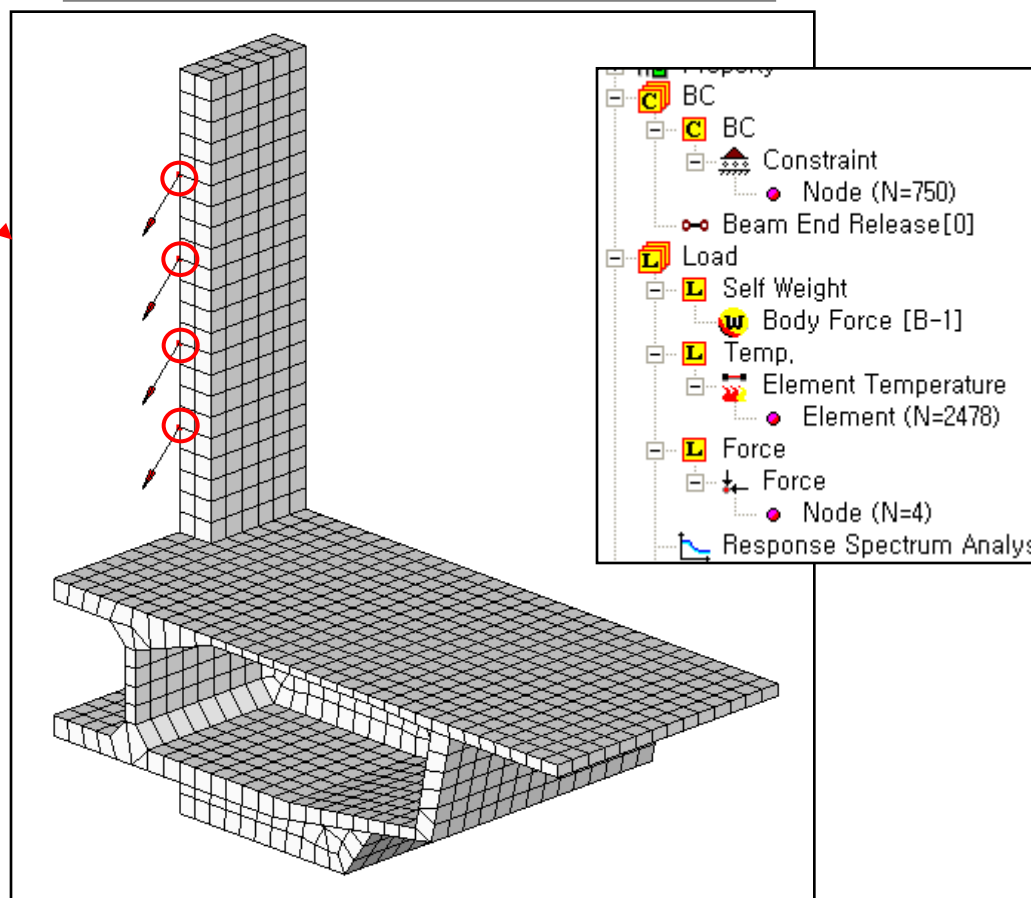 Property
BC
BC
Constraint
Node (N=750)
Beam End Release[0]
Load
Self Weight
Body Force [B-1]
Temp,
Element Temperature
Element (N=2478)
Force
Force
Node (N=4)
Response Spectrum Analys